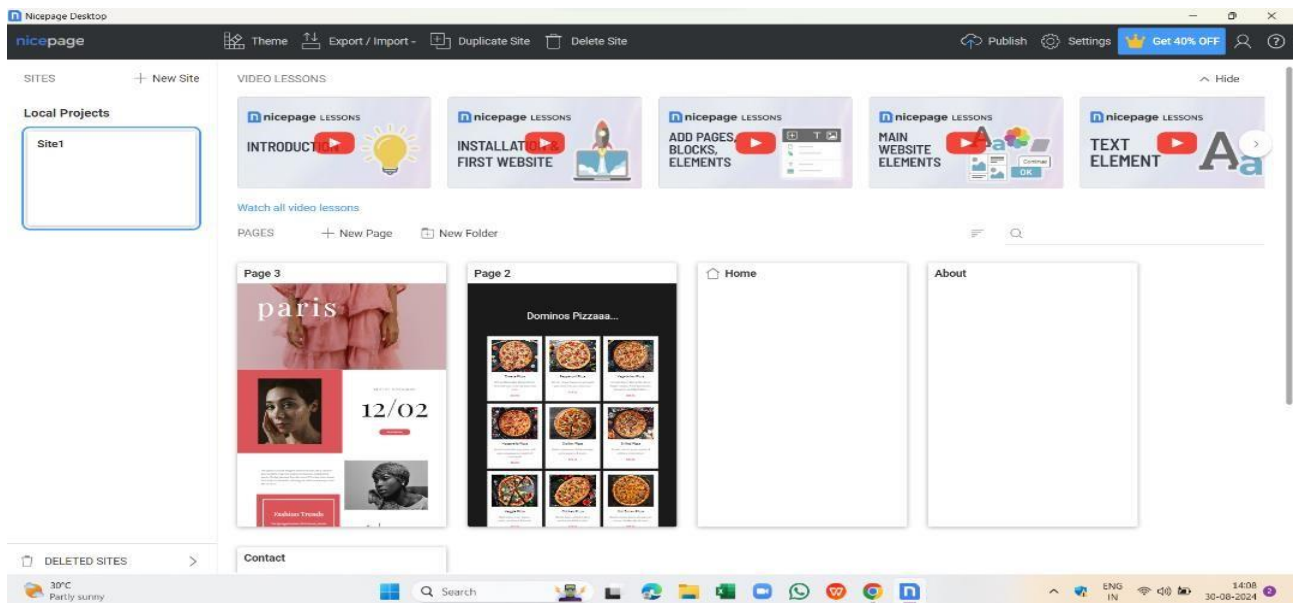 Nicepage Desktop
nicepage Theme Export / Import Duplicate Site Delete Site Publish Settings Get 40% OFF
SITES + New Site VIDEO LESSONS Hide
Local Projects
Site1
nicepage LESSONS
INTRODUCTION
nicepage LESSONS
INSTALLATION &
FIRST WEBSITE
nicepage LESSONS
ADD PAGES,
BLOCKS,
ELEMENTS
nicepage LESSONS
MAIN
WEBSITE
ELEMENTS
Aa
Continue
OK
nicepage LESSONS
TEXT
ELEMENT
Aa
Watch all video lessons
PAGES + New Page New Folder
Page 3
paris
12/02
Fashion Trends
Page 2
Dominos Pizzaaa...
Home
About
Contact
DELETED SITES
30°C
Partly sunny
Search
ENG
IN
14:08
30-08-2024